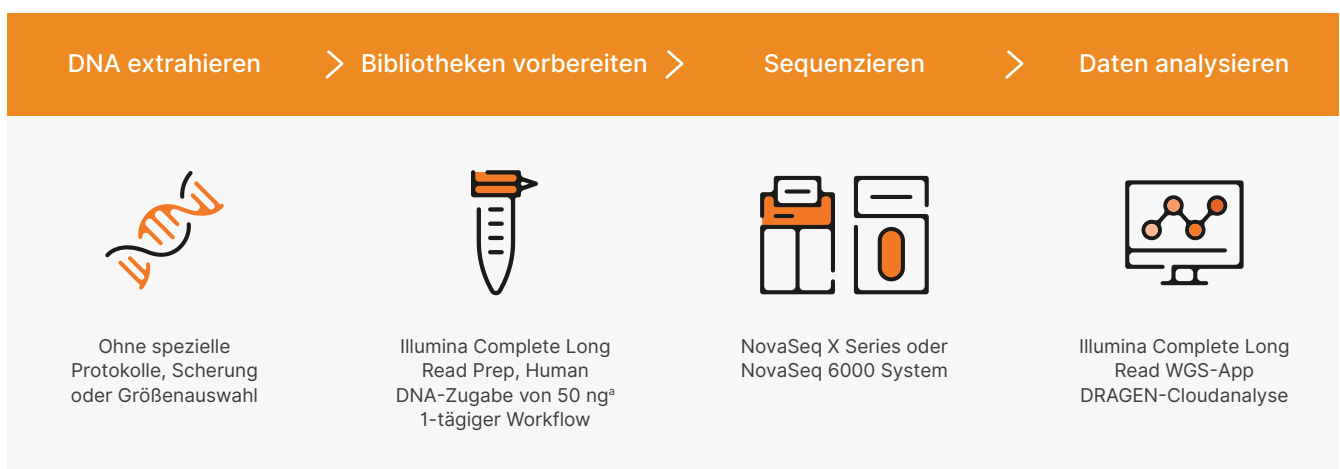 DNA extrahieren
Bibliotheken vorbereiten
Sequenzieren
Daten analysieren
Ohne spezielle
Protokolle, Scherung
oder Größenauswahl
Illumina Complete Long
Read Prep, Human
DNA-Zugabe von 50 ngᵃ
1-tägiger Workflow
NovaSeq X Series oder
NovaSeq 6000 System
Illumina Complete Long
Read WGS-App
DRAGEN-Cloudanalyse